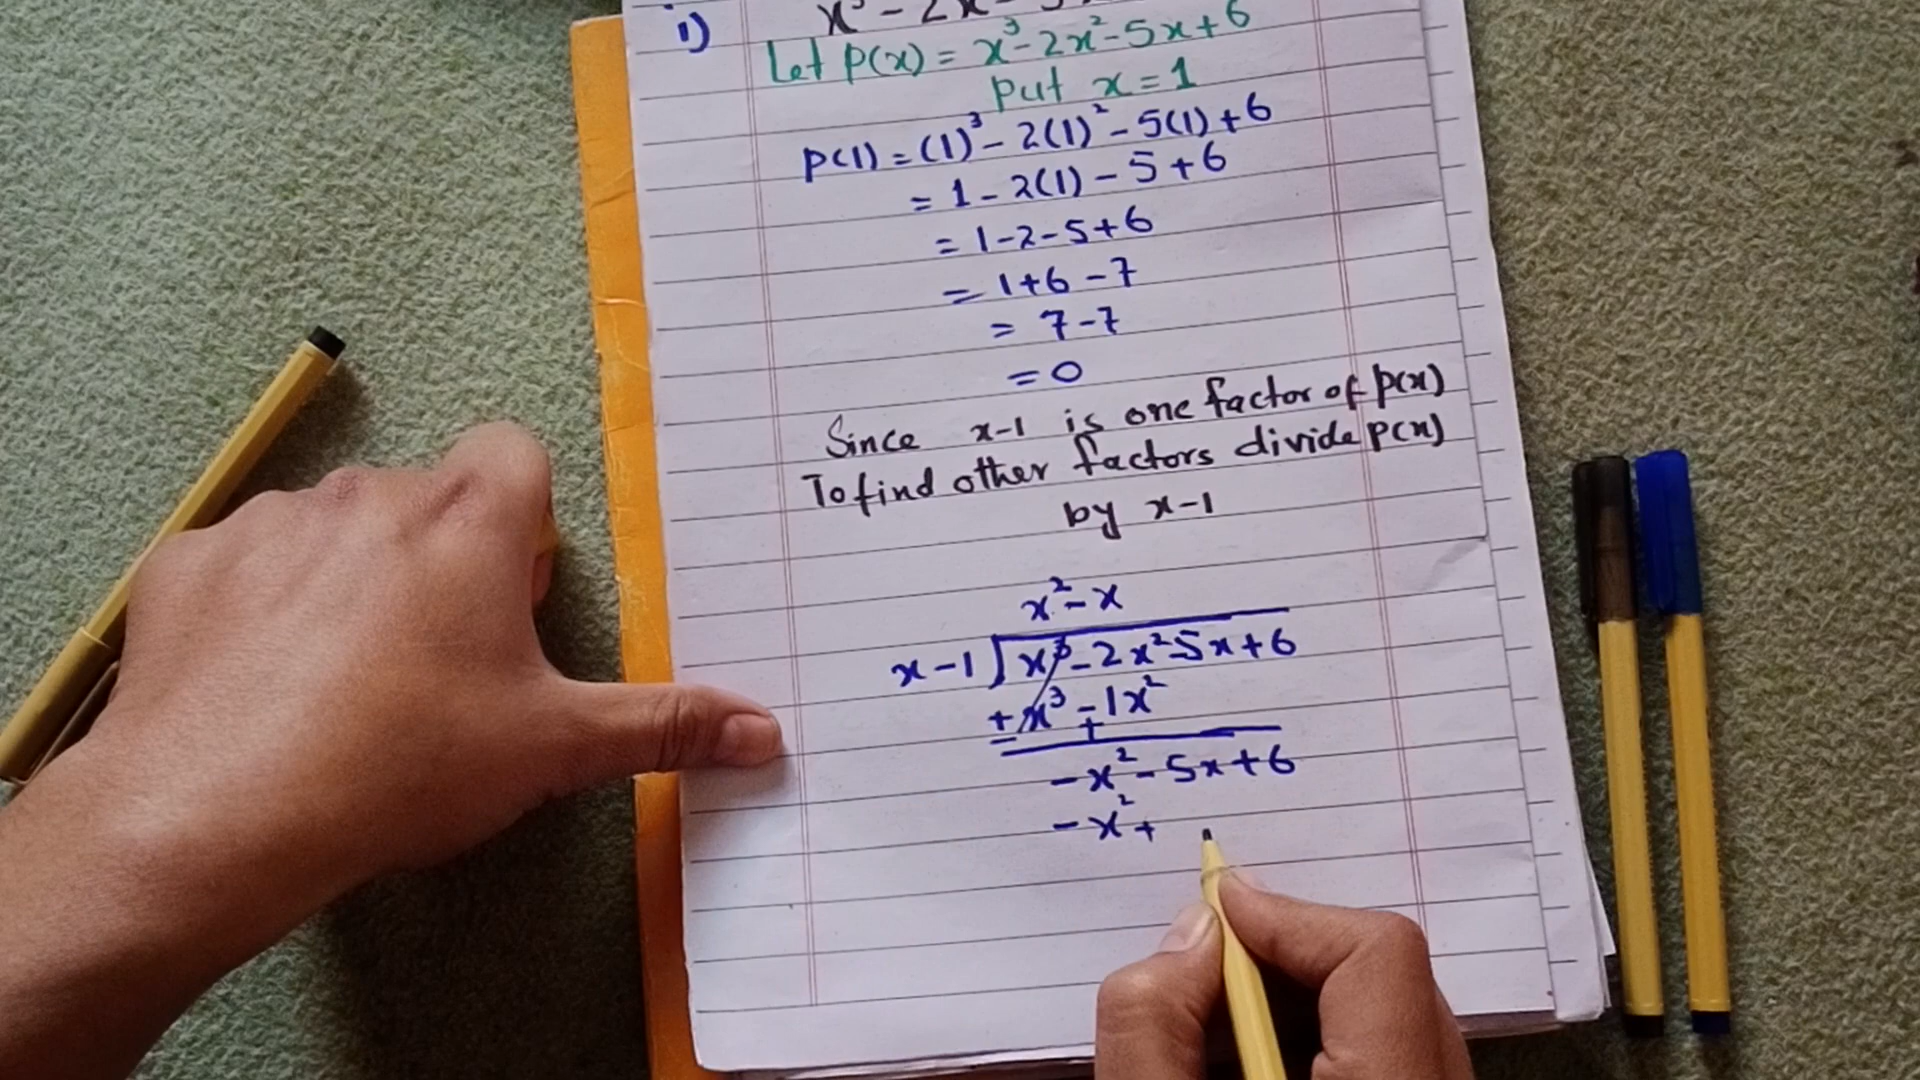 1) x³ - 2x
Let p(x) = x³-2x²-5x+6
put x = 1
p(1) = (1)³ - 2(1)² - 5(1) + 6
= 1 - 2(1) - 5 + 6
= 1-2-5+6
= 1+6-7
= 7-7
= 0
Since x-1 is one factor of p(x)
To find other factors divide p(x)
by x-1
x² - x
x-1 ) x³-2x²-5x+6
+x³ - 1x²
- +
-x² - 5x + 6
-x² +